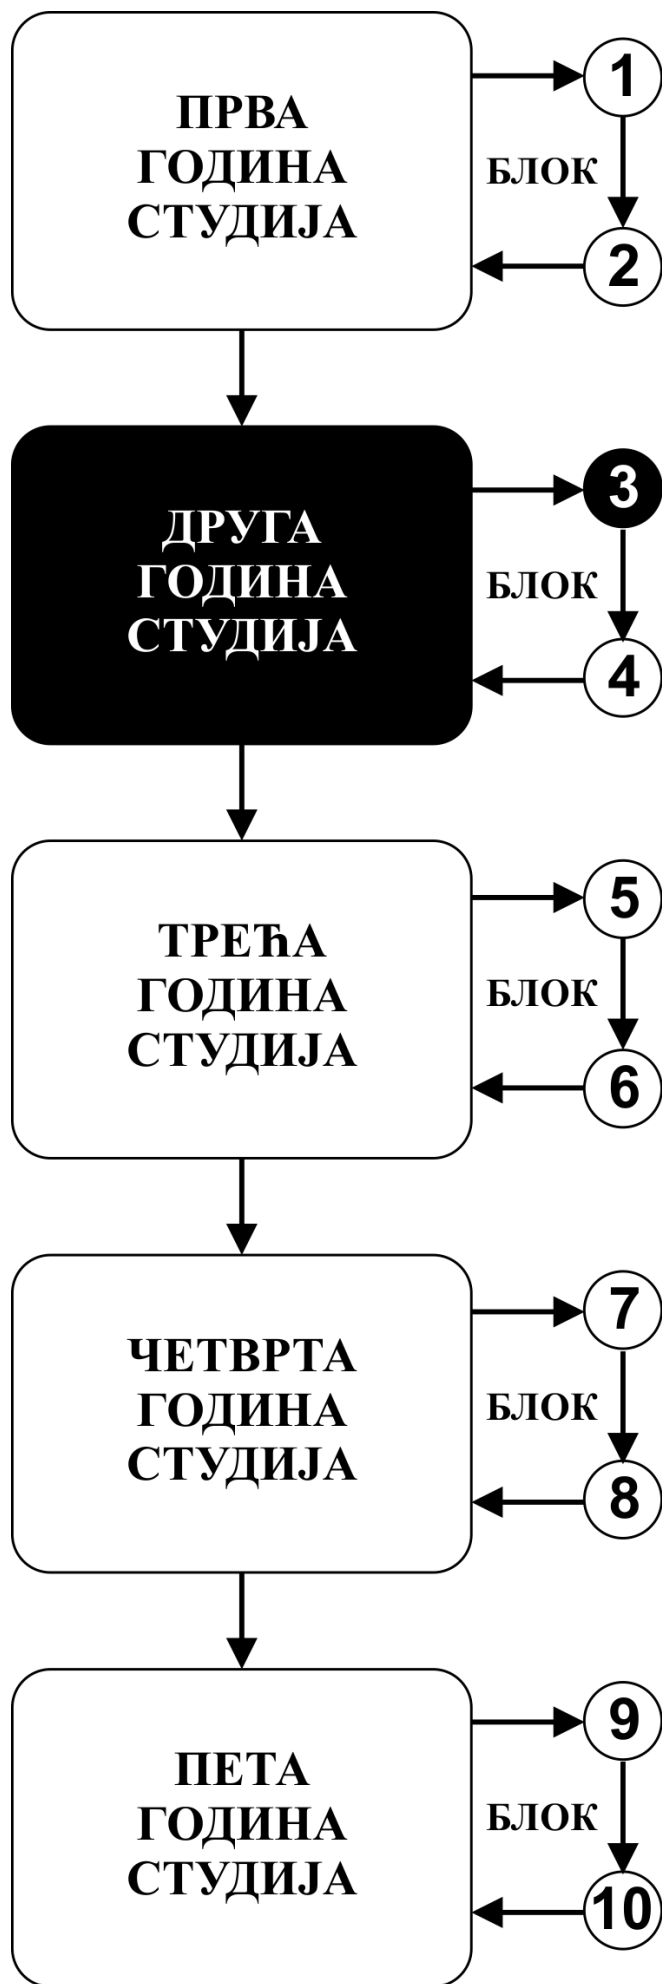 ПРВА
ГОДИНА
СТУДИЈА
1
БЛОК
2
ДРУГА
ГОДИНА
СТУДИЈА
3
БЛОК
4
ТРЕЋА
ГОДИНА
СТУДИЈА
5
БЛОК
6
ЧЕТВРТА
ГОДИНА
СТУДИЈА
7
БЛОК
8
ПЕТА
ГОДИНА
СТУДИЈА
9
БЛОК
10